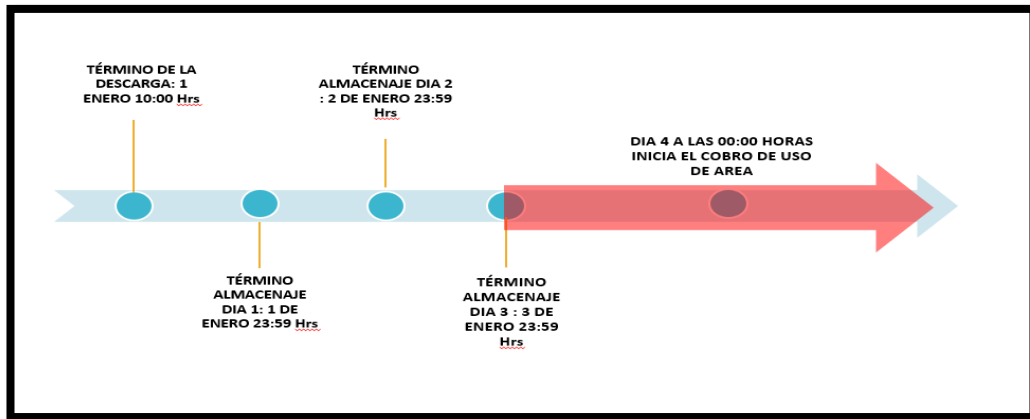 TÉRMINO DE LA
DESCARGA: 1
ENERO 10:00 Hrs
TÉRMINO
ALMACENAJE DIA 2
: 2 DE ENERO 23:59
Hrs
DIA 4 A LAS 00:00 HORAS
INICIA EL COBRO DE USO
DE AREA
TÉRMINO
ALMACENAJE
DIA 1: 1 DE
ENERO 23:59 Hrs
TÉRMINO
ALMACENAJE
DIA 3 : 3 DE
ENERO 23:59
Hrs